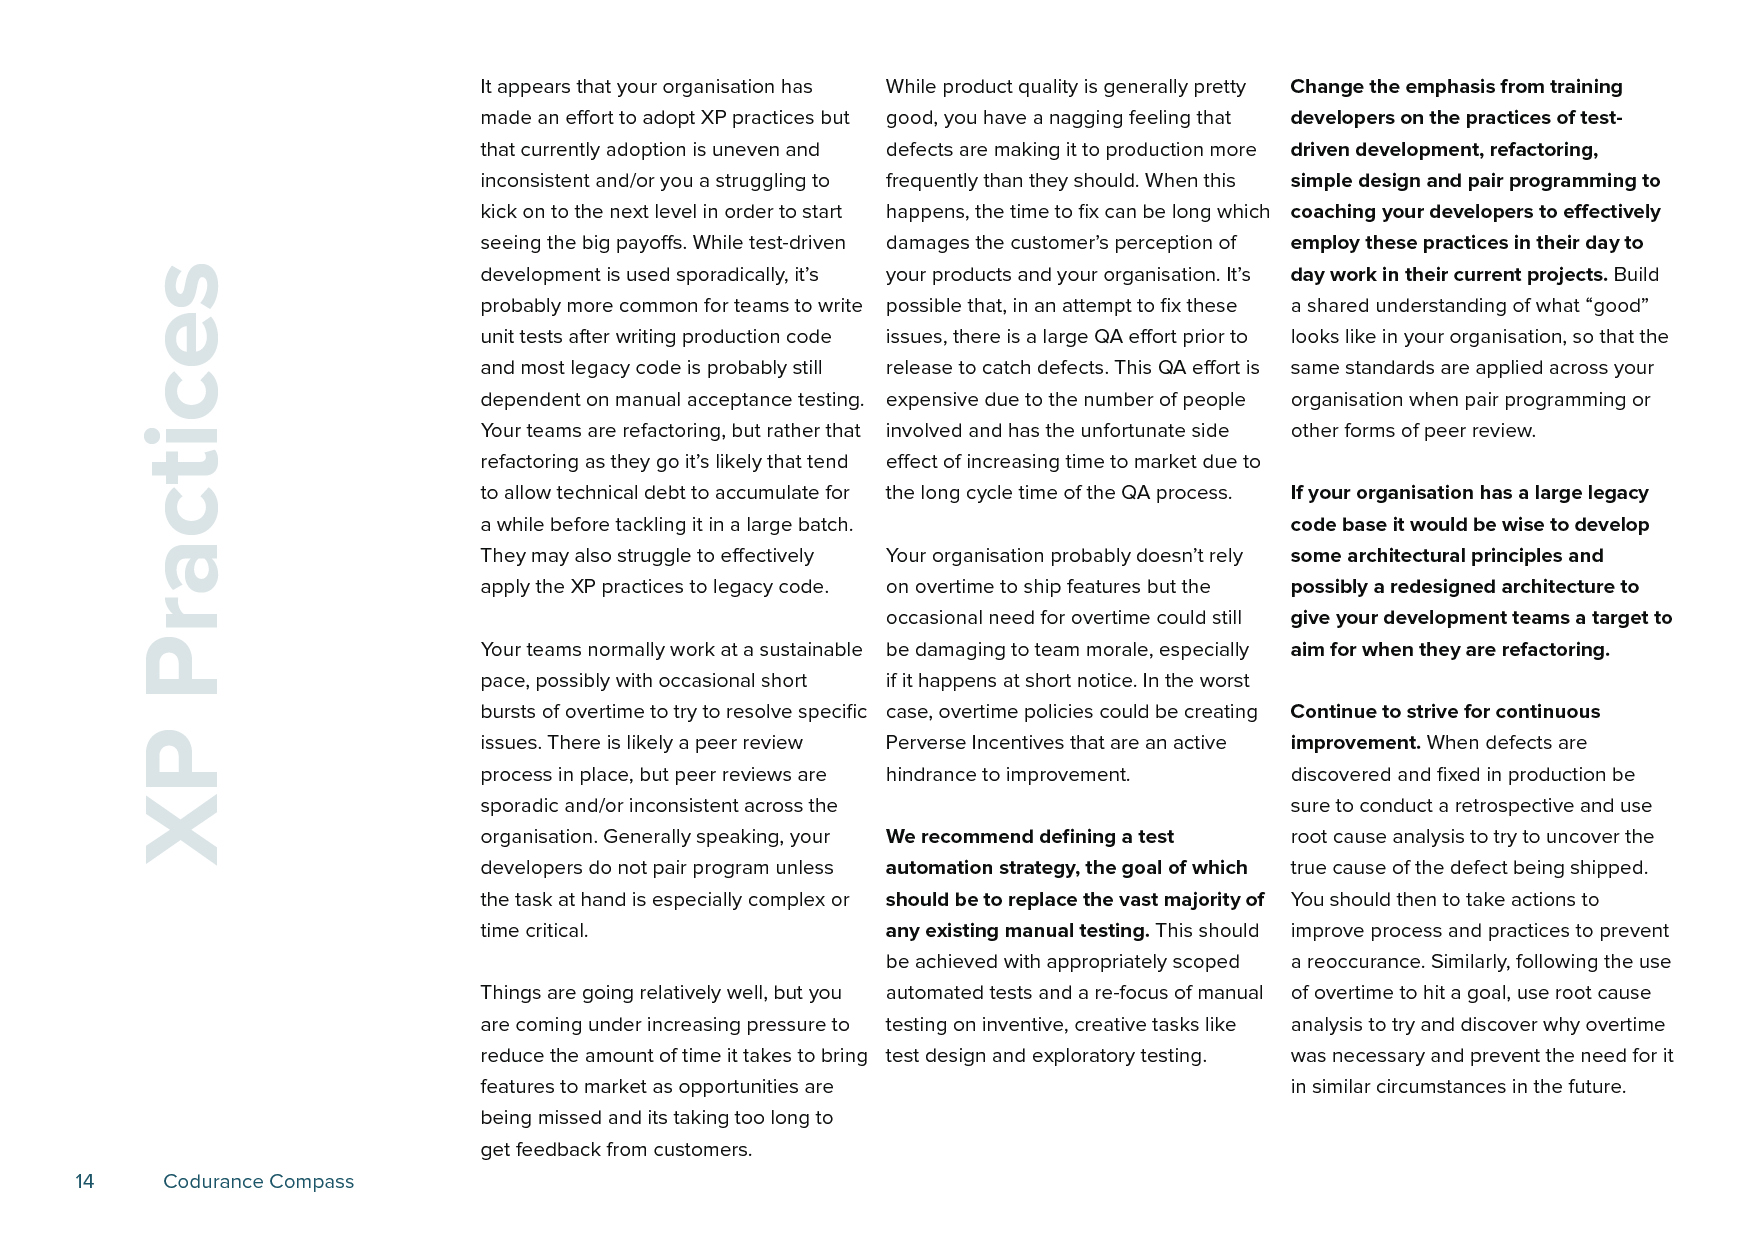 XP Practices
It appears that your organisation has
made an effort to adopt XP practices but
that currently adoption is uneven and
inconsistent and/or you a struggling to
kick on to the next level in order to start
seeing the big payoffs. While test-driven
development is used sporadically, it’s
probably more common for teams to write
unit tests after writing production code
and most legacy code is probably still
dependent on manual acceptance testing.
Your teams are refactoring, but rather that
refactoring as they go it’s likely that tend
to allow technical debt to accumulate for
a while before tackling it in a large batch.
They may also struggle to effectively
apply the XP practices to legacy code.
Your teams normally work at a sustainable
pace, possibly with occasional short
bursts of overtime to try to resolve specific
issues. There is likely a peer review
process in place, but peer reviews are
sporadic and/or inconsistent across the
organisation. Generally speaking, your
developers do not pair program unless
the task at hand is especially complex or
time critical.
Things are going relatively well, but you
are coming under increasing pressure to
reduce the amount of time it takes to bring
features to market as opportunities are
being missed and its taking too long to
get feedback from customers.
While product quality is generally pretty
good, you have a nagging feeling that
defects are making it to production more
frequently than they should. When this
happens, the time to fix can be long which
damages the customer’s perception of
your products and your organisation. It’s
possible that, in an attempt to fix these
issues, there is a large QA effort prior to
release to catch defects. This QA effort is
expensive due to the number of people
involved and has the unfortunate side
effect of increasing time to market due to
the long cycle time of the QA process.
Your organisation probably doesn’t rely
on overtime to ship features but the
occasional need for overtime could still
be damaging to team morale, especially
if it happens at short notice. In the worst
case, overtime policies could be creating
Perverse Incentives that are an active
hindrance to improvement.
We recommend defining a test
automation strategy, the goal of which
should be to replace the vast majority of
any existing manual testing. This should
be achieved with appropriately scoped
automated tests and a re-focus of manual
testing on inventive, creative tasks like
test design and exploratory testing.
Change the emphasis from training
developers on the practices of test-
driven development, refactoring,
simple design and pair programming to
coaching your developers to effectively
employ these practices in their day to
day work in their current projects. Build
a shared understanding of what “good”
looks like in your organisation, so that the
same standards are applied across your
organisation when pair programming or
other forms of peer review.
If your organisation has a large legacy
code base it would be wise to develop
some architectural principles and
possibly a redesigned architecture to
give your development teams a target to
aim for when they are refactoring.
Continue to strive for continuous
improvement. When defects are
discovered and fixed in production be
sure to conduct a retrospective and use
root cause analysis to try to uncover the
true cause of the defect being shipped.
You should then to take actions to
improve process and practices to prevent
a reoccurance. Similarly, following the use
of overtime to hit a goal, use root cause
analysis to try and discover why overtime
was necessary and prevent the need for it
in similar circumstances in the future.
14 Codurance Compass